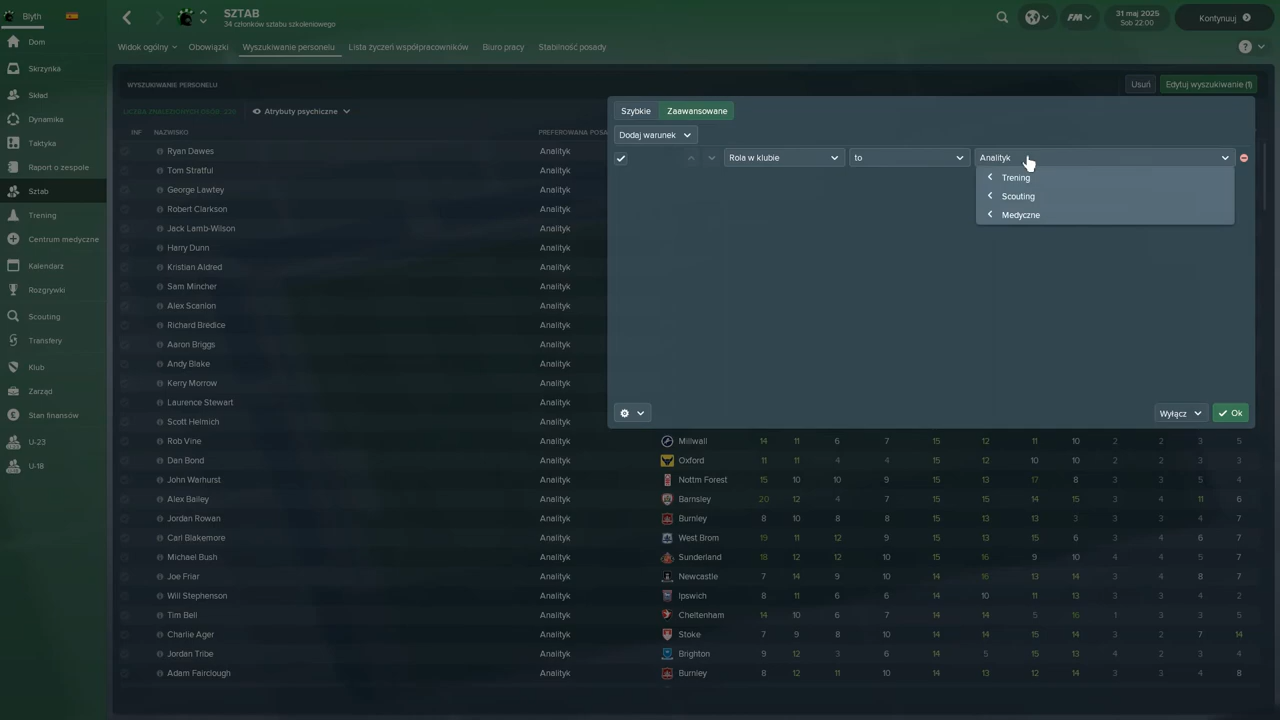 Blyth
SZTAB
34 członków sztabu szkoleniowego
FM
31 maj 2025
Sob 22:00
Kontynuuj
Widok ogólny
Obowiązki
Wyszukiwanie personelu
Lista życzeń współpracowników
Biuro pracy
Stabilność posady
?
Dom
Skrzynka
Skład
Dynamika
Taktyka
Raport o zespole
Sztab
Trening
Centrum medyczne
Kalendarz
Rozgrywki
Scouting
Transfery
Klub
Zarząd
Stan finansów
U-23
U-18
WYSZUKIWANIE PERSONELU
Usuń
Edytuj wyszukiwanie (1)
Atrybuty psychiczne
INF NAZWISKO PREFEROWANA POSA
Szybkie
Zaawansowane
Dodaj warunek
Rola w klubie
to
Analityk
Trening
Scouting
Medyczne
Wyłącz
Ok
Ryan Dawes Analityk
Tom Stratful Analityk
George Lawtey Analityk
Robert Clarkson Analityk
Jack Lamb-Wilson Analityk
Harry Dunn Analityk
Kristian Aldred Analityk
Sam Mincher Analityk
Alex Scanlon Analityk
Richard Bredice Analityk
Aaron Briggs Analityk
Andy Blake Analityk
Kerry Morrow Analityk
Laurence Stewart Analityk
Scott Helmich Analityk
Rob Vine Analityk Millwall 14 11 6 7 15 12 11 10 2 2 3 5
Dan Bond Analityk Oxford 11 11 4 4 15 12 10 10 2 2 3 3
John Warhurst Analityk Nottm Forest 15 10 10 9 15 13 17 8 3 3 5 4
Alex Bailey Analityk Barnsley 20 12 4 7 15 15 14 15 3 3 11 6
Jordan Rowan Analityk Burnley 8 10 8 8 15 13 13 3 3 3 4 7
Carl Blakemore Analityk West Brom 19 11 12 9 15 13 15 6 3 4 6 7
Michael Bush Analityk Sunderland 18 12 12 10 15 16 9 10 4 4 5 7
Joe Friar Analityk Newcastle 7 14 9 10 14 16 13 14 3 4 8 7
Will Stephenson Analityk Ipswich 8 11 6 6 14 10 11 13 2 2 3 7
Tim Bell Analityk Cheltenham 14 10 6 7 14 14 5 16 1 3 3 5
Charlie Ager Analityk Stoke 7 9 8 10 14 14 15 14 3 2 7 14
Jordan Tribe Analityk Brighton 9 12 3 6 14 5 15 13 4 2 3 4
Adam Fairclough Analityk Burnley 8 12 11 10 14 13 12 14 3 4 4 8